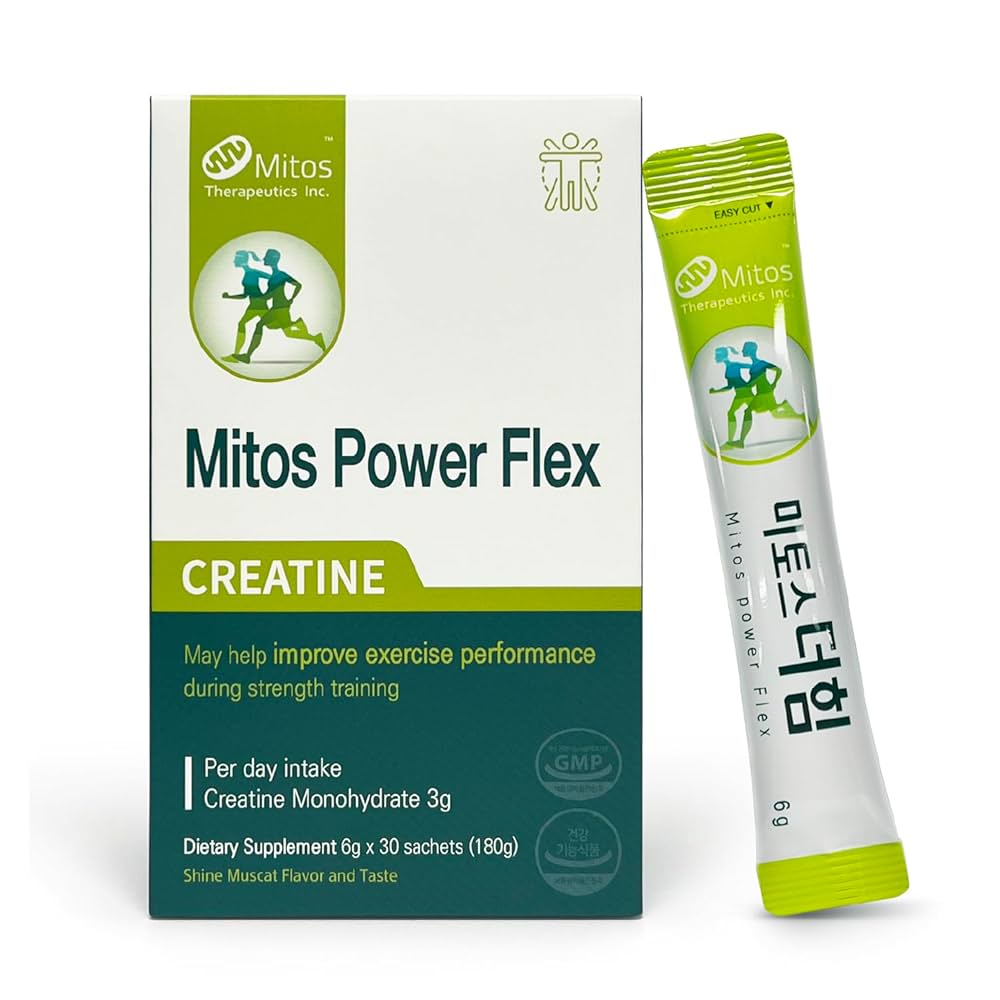 Mitos
™
Therapeutics Inc.
Mitos Power Flex
CREATINE
May help improve exercise performance
during strength training
Per day intake
Creatine Monohydrate 3g
Dietary Supplement 6g x 30 sachets (180g)
Shine Muscat Flavor and Taste
GMP
건강
기능식품
EASY CUT ▼
Mitos
™
Therapeutics Inc.
미토스더힘
Mitos power Flex
6g